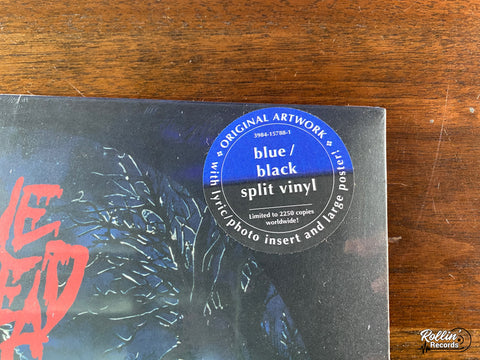 ORIGINAL ARTWORK
3984-15788-1
blue/
black
split vinyl
Limited to 2250 copies
worldwide!
with lyric/photo insert and large poster!
Rollin'
Records